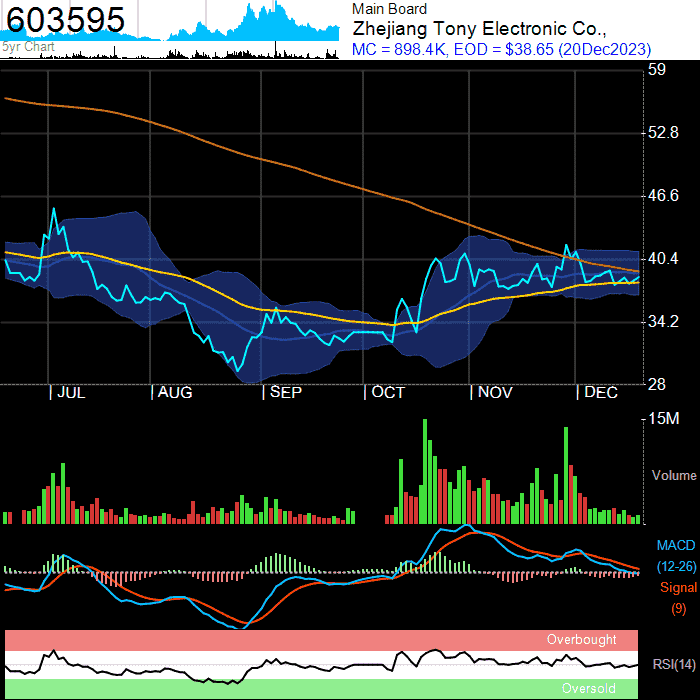 603595
5yr Chart
Main Board
Zhejiang Tony Electronic Co.,
MC = 898.4K, EOD = $38.65 (20Dec2023)
59
52.8
46.6
40.4
34.2
28
| JUL | AUG | SEP | OCT | NOV | DEC
15M
Volume
MACD
(12-26)
Signal
(9)
Overbought
RSI(14)
Oversold